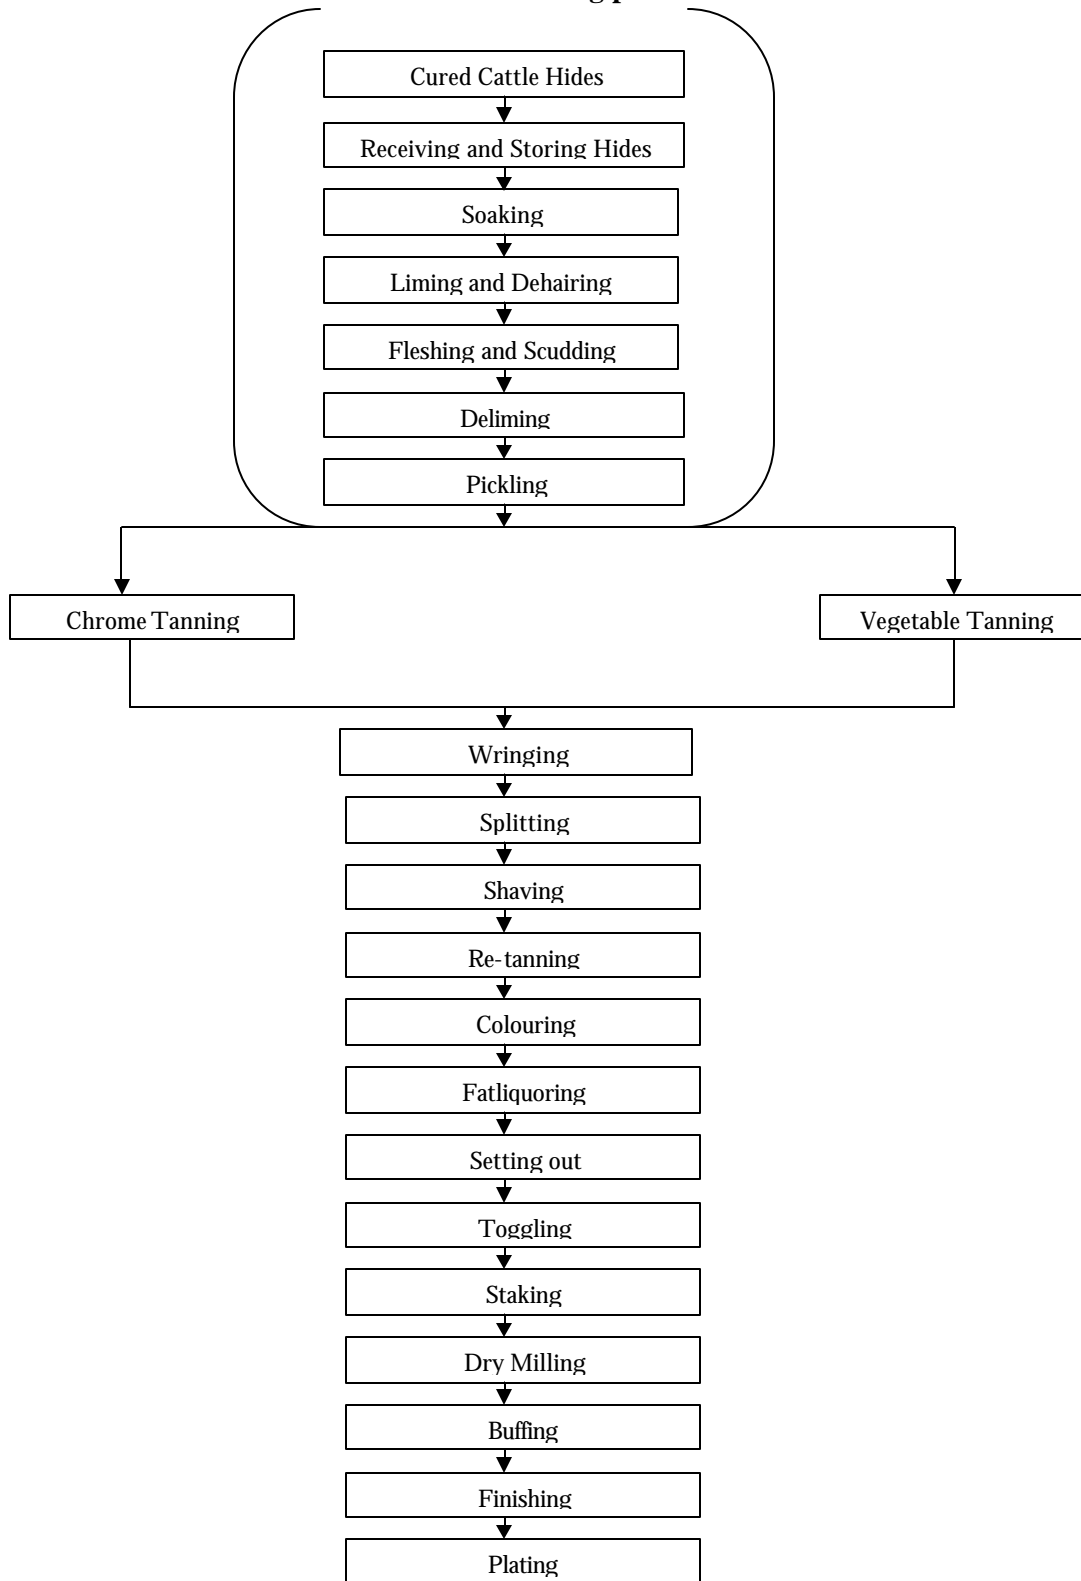 Cured Cattle Hides
Receiving and Storing Hides
Soaking
Liming and Dehairing
Fleshing and Scudding
Deliming
Pickling
Chrome Tanning
Vegetable Tanning
Wringing
Splitting
Shaving
Re-tanning
Colouring
Fatliquoring
Setting out
Toggling
Staking
Dry Milling
Buffing
Finishing
Plating